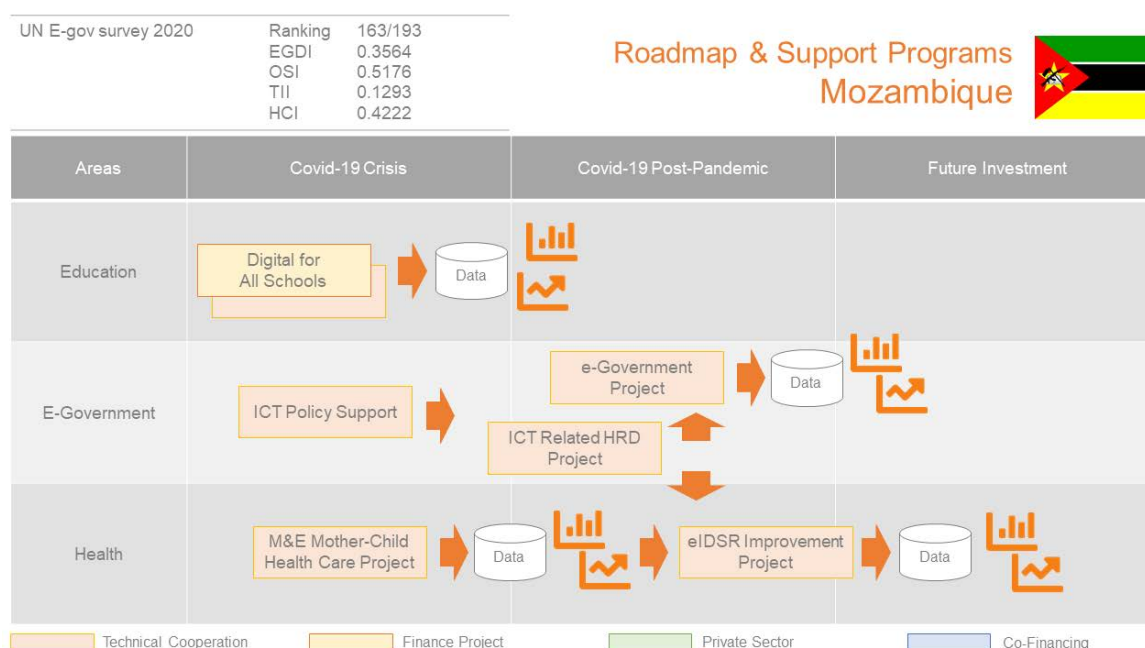 UN E-gov survey 2020
Ranking 163/193
EGDI 0.3564
OSI 0.5176
TII 0.1293
HCI 0.4222
Roadmap & Support Programs
Mozambique
Areas
Covid-19 Crisis
Covid-19 Post-Pandemic
Future Investment
Education
Digital for
All Schools
Data
E-Government
ICT Policy Support
ICT Related HRD
Project
e-Government
Project
Data
Health
M&E Mother-Child
Health Care Project
Data
eIDSR Improvement
Project
Data
Technical Cooperation
Finance Project
Private Sector
Co-Financing